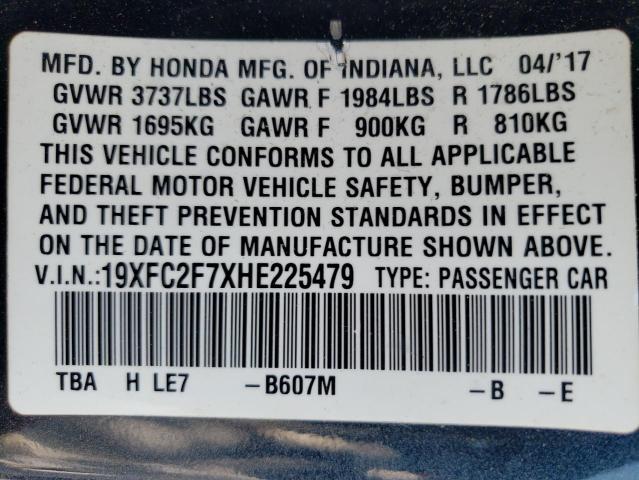 MFD. BY HONDA MFG. OF INDIANA, LLC 04/'17
GVWR 3737LBS GAWR F 1984LBS R 1786LBS
GVWR 1695KG GAWR F 900KG R 810KG
THIS VEHICLE CONFORMS TO ALL APPLICABLE
FEDERAL MOTOR VEHICLE SAFETY, BUMPER,
AND THEFT PREVENTION STANDARDS IN EFFECT
ON THE DATE OF MANUFACTURE SHOWN ABOVE.
V.I.N.:19XFC2F7XHE225479 TYPE: PASSENGER CAR
TBA H LE7 -B607M -B -E